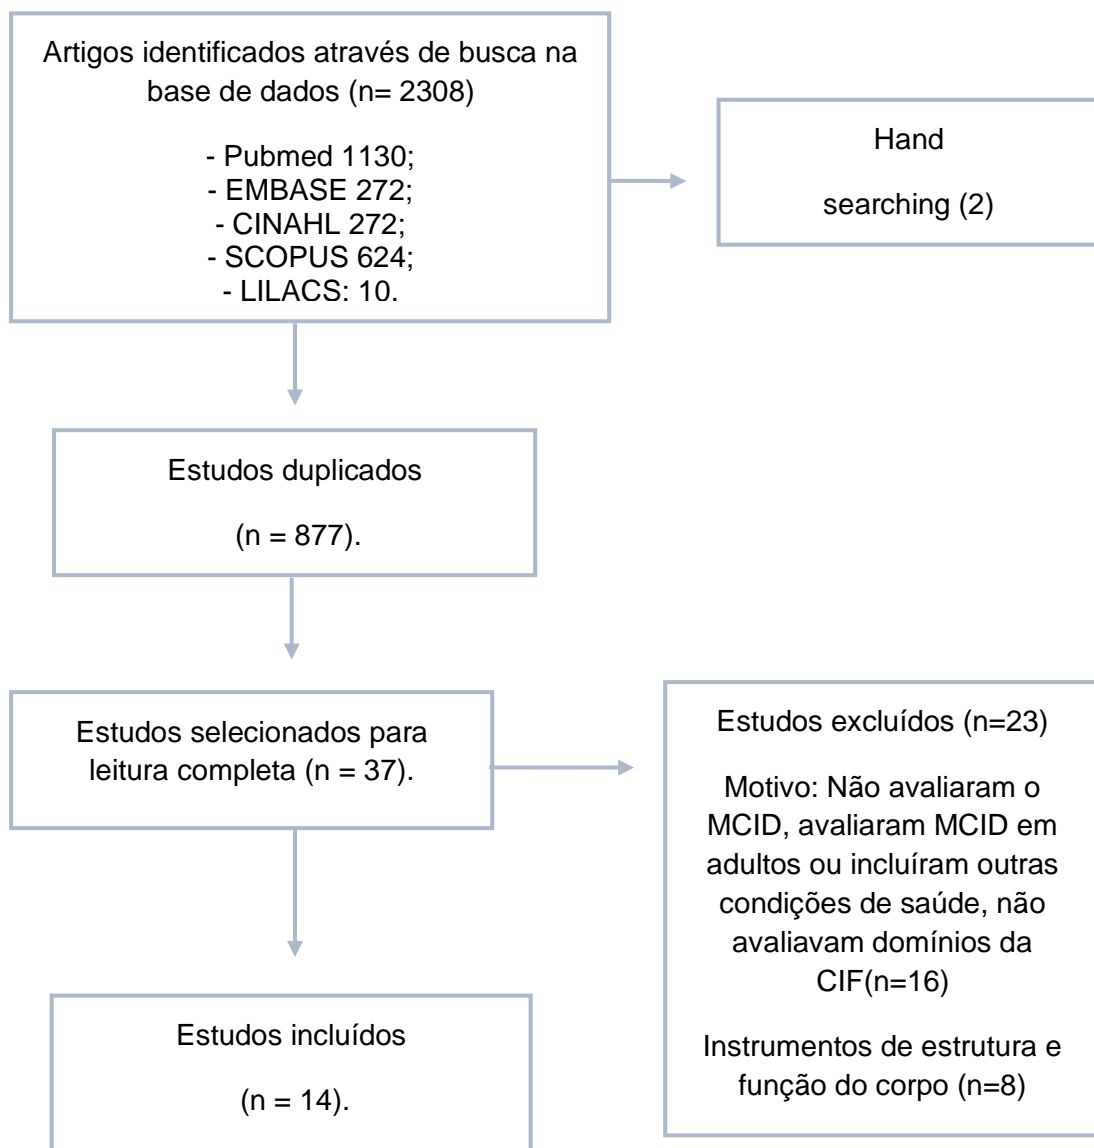 Artigos identificados através de busca na
base de dados (n= 2308)
- Pubmed 1130;
- EMBASE 272;
- CINAHL 272;
- SCOPUS 624;
- LILACS: 10.
Hand
searching (2)
Estudos duplicados
(n = 877).
Estudos selecionados para
leitura completa (n = 37).
Estudos excluídos (n=23)
Motivo: Não avaliaram o
MCID, avaliaram MCID em
adultos ou incluíram outras
condições de saúde, não
avaliavam domínios da
CIF(n=16)
Instrumentos de estrutura e
função do corpo (n=8)
Estudos incluídos
(n = 14).